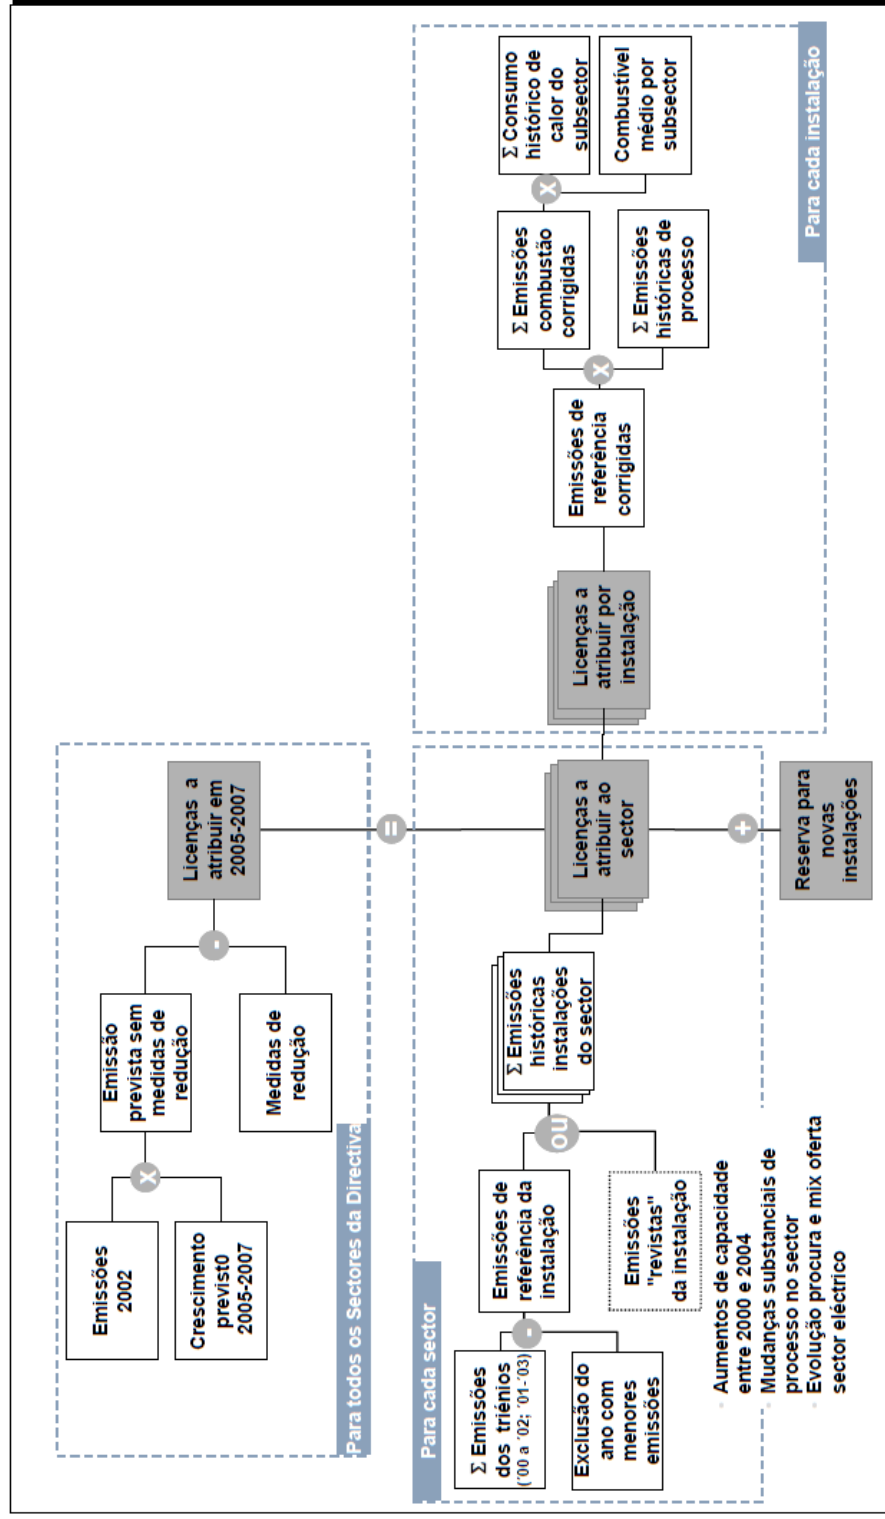 Para todos os Sectores da Directiva
Emissões
2002
x
Crescimento
previst0
2005-2007
Emissão
prevista sem
medidas de
redução
-
Medidas de
redução
Licenças a
atribuir em
2005-2007
=
Para cada sector
Σ Emissões
dos triénios
(´00 a ´02; ´01-´03)
-
Exclusão do
ano com
menores
emissões
Emissões de
referência da
instalação
ou
Emissões
"revistas"
da instalação
Σ Emissões
históricas
instalações
do sector
Licenças a
atribuir ao
sector
+
Reserva para
novas
instalações
Aumentos de capacidade
entre 2000 e 2004
Mudanças substanciais de
processo no sector
Evolução procura e mix oferta
sector eléctrico
Licenças a
atribuir por
instalação
Emissões de
referência
corrigidas
x
Σ Emissões
combustão
corrigidas
Σ Emissões
históricas de
processo
x
Σ Consumo
histórico de
calor do
subsector
Combustível
médio por
subsector
Para cada instalação